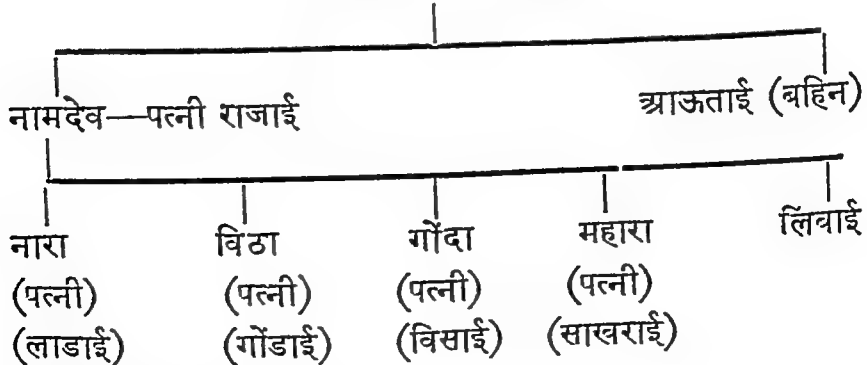 नामदेव—पत्नी राजाई आऊताई (बहिन)
नारा विठा गोंदा महारा लिंबाई
(पत्नी) (पत्नी) (पत्नी) (पत्नी)
(लाडाई) (गोंडाई) (विसाई) (साखराई)